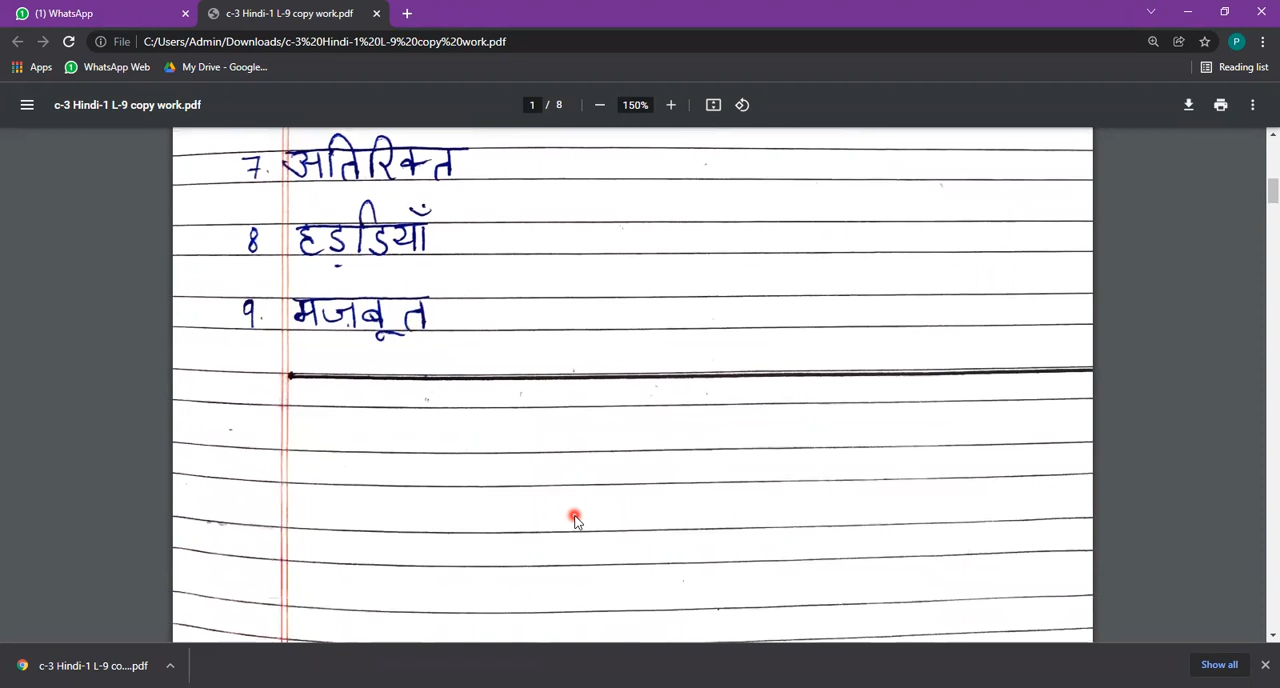 (1) WhatsApp
c-3 Hindi-1 L-9 copy work.pdf
File C:/Users/Admin/Downloads/c-3%20Hindi-1%20L-9%20copy%20work.pdf
P
Apps WhatsApp Web My Drive - Google... Reading list
c-3 Hindi-1 L-9 copy work.pdf 1 / 8 150%
7. अतिरिक्त
8 हड़डियाँ
9. मज़बूत
c-3 Hindi-1 L-9 co....pdf Show all